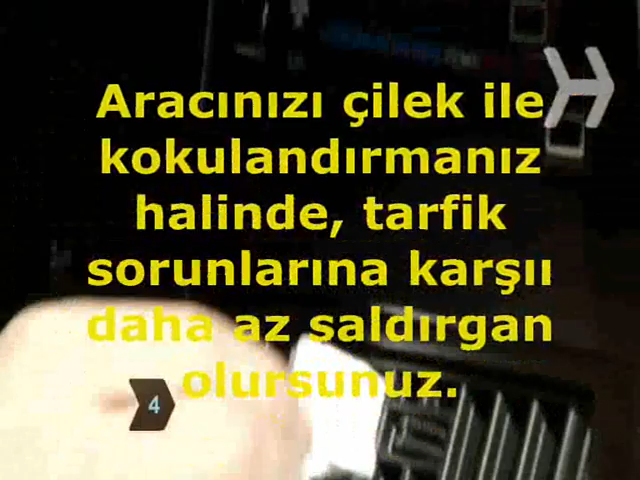 Aracınızı çilek ile
kokulandırmanız
halinde, tarfik
sorunlarına karşıı
daha az saldırgan
olursunuz.
4